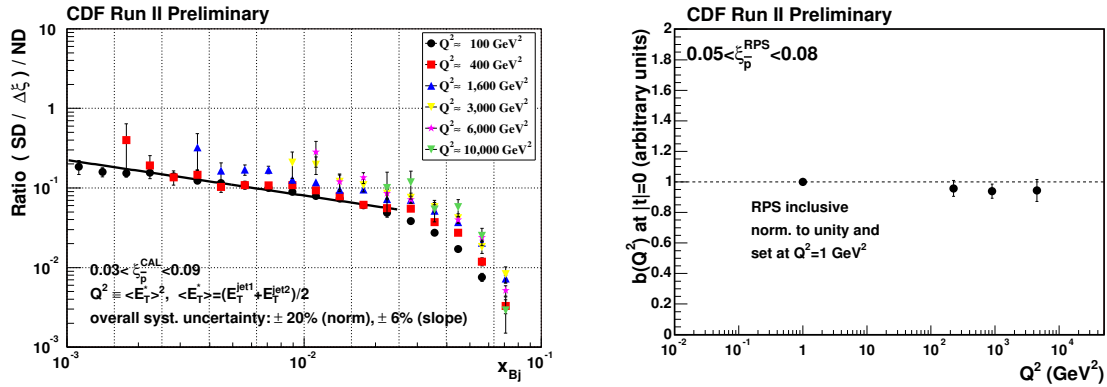 CDF Run II Preliminary
Ratio ( SD / Δξ ) / ND
10
1
10⁻¹
10⁻²
10⁻³
Q² ≈ 100 GeV²
Q² ≈ 400 GeV²
Q² ≈ 1,600 GeV²
Q² ≈ 3,000 GeV²
Q² ≈ 6,000 GeV²
Q² ≈ 10,000 GeV²
0.03 < ξ_p̄^CAL < 0.09
Q² ≡ <E_T^*>², <E_T^*>=(E_T^jet1+E_T^jet2)/2
overall syst. uncertainty: ± 20% (norm), ± 6% (slope)
10⁻³ 10⁻² 10⁻¹
x_Bj
CDF Run II Preliminary
b(Q²) at |t|=0 (arbitrary units)
2
1.8
1.6
1.4
1.2
1
0.8
0.6
0.4
0.2
0
0.05<ξ_p̄^RPS<0.08
RPS inclusive
norm. to unity and
set at Q²=1 GeV²
10⁻² 10⁻¹ 1 10 10² 10³ 10⁴
Q² (GeV²)